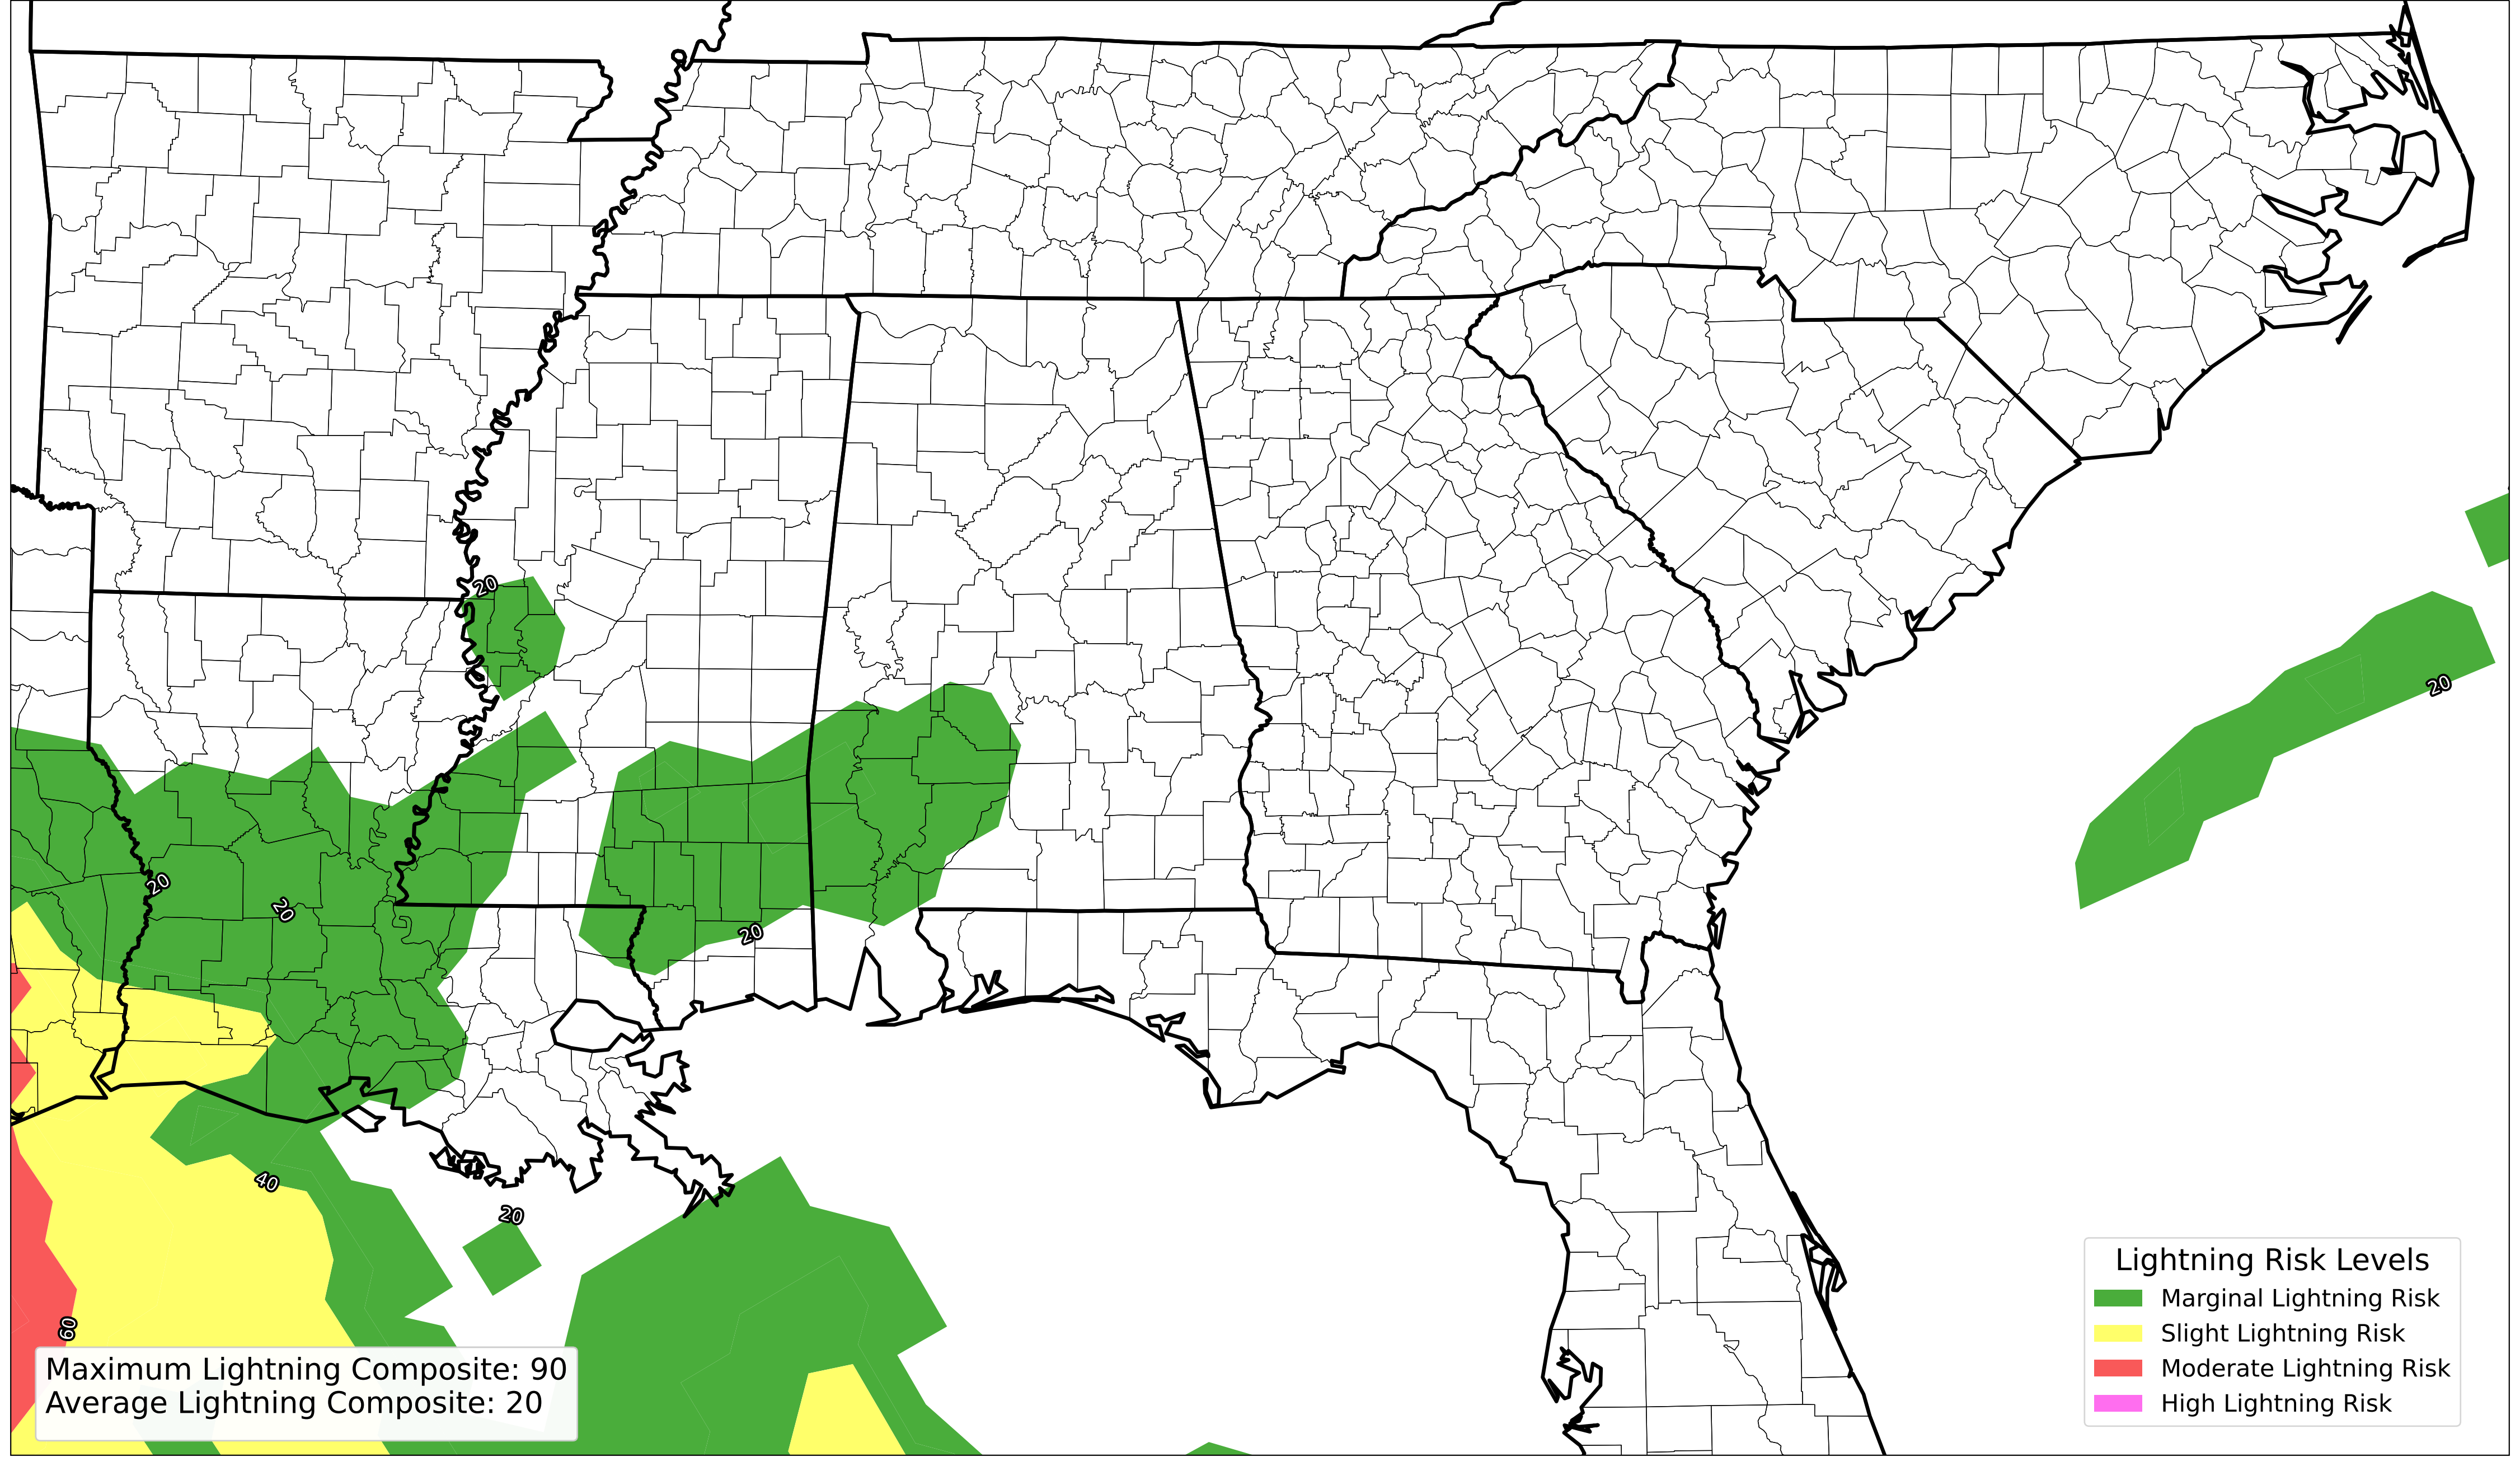 20
20
20
20
20
20
40
60
Maximum Lightning Composite: 90
Average Lightning Composite: 20
Lightning Risk Levels
Marginal Lightning Risk
Slight Lightning Risk
Moderate Lightning Risk
High Lightning Risk